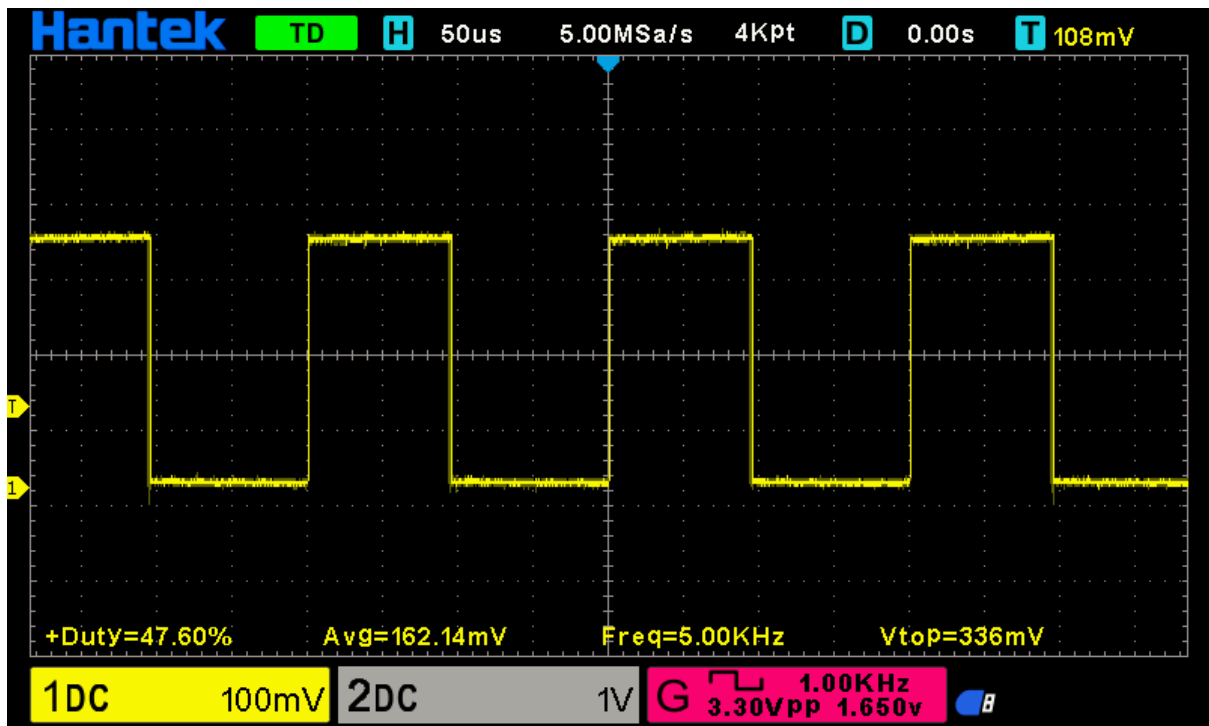 Hantek TD H 50us 5.00MSa/s 4Kpt D 0.00s T 108mV
T
1
+Duty=47.60% Avg=162.14mV Freq=5.00KHz Vtop=336mV
1DC 100mV 2DC 1V G 1.00KHz
3.30Vpp 1.650v